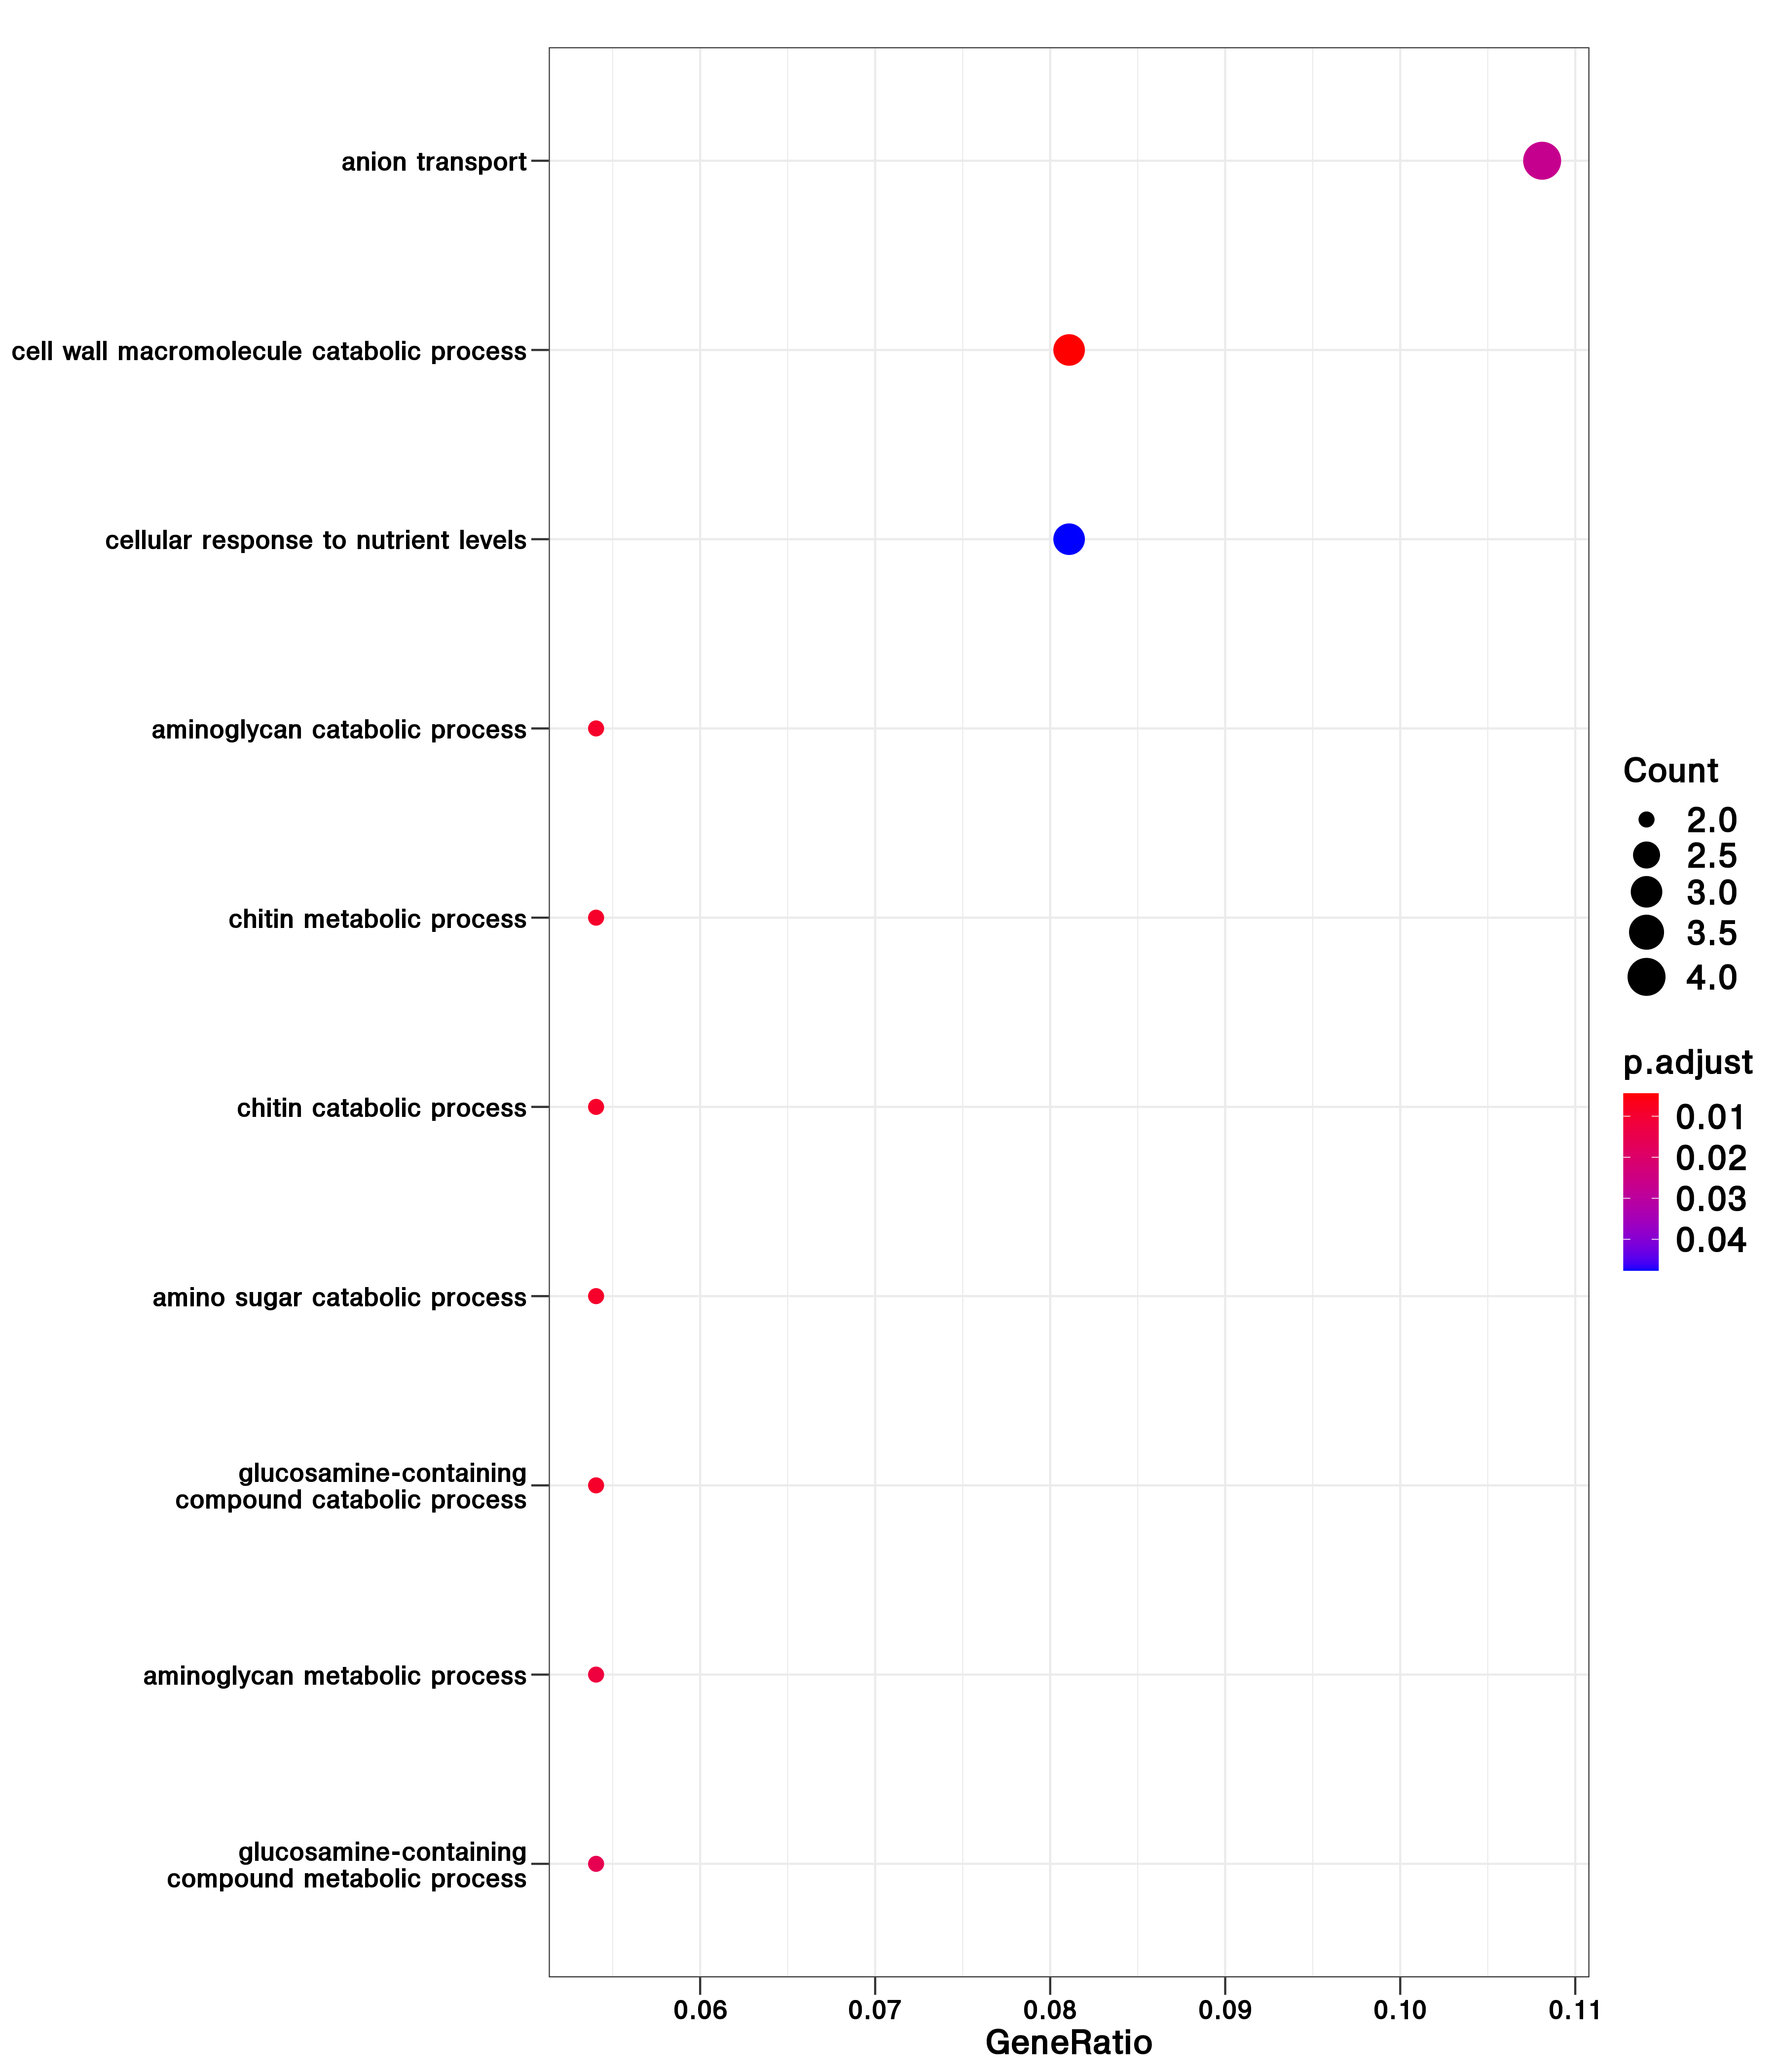 anion transport
cell wall macromolecule catabolic process
cellular response to nutrient levels
aminoglycan catabolic process
chitin metabolic process
chitin catabolic process
amino sugar catabolic process
glucosamine-containing
compound catabolic process
aminoglycan metabolic process
glucosamine-containing
compound metabolic process
0.06 0.07 0.08 0.09 0.10 0.11
GeneRatio
Count
2.0
2.5
3.0
3.5
4.0
p.adjust
0.01
0.02
0.03
0.04